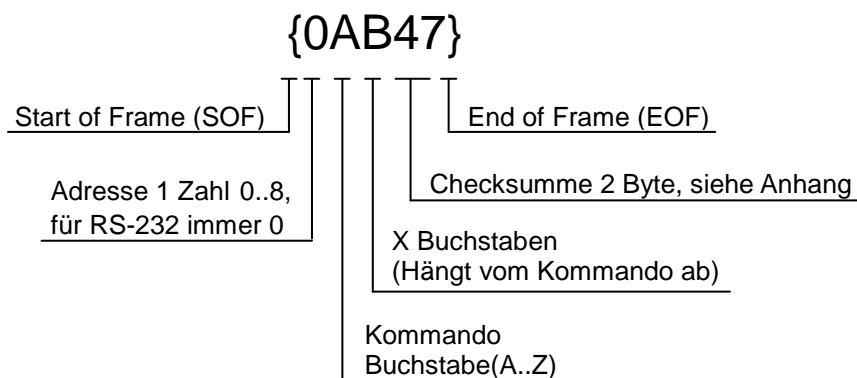 {0AB47}
Start of Frame (SOF)
End of Frame (EOF)
Adresse 1 Zahl 0..8,
für RS-232 immer 0
Checksumme 2 Byte, siehe Anhang
X Buchstaben
(Hängt vom Kommando ab)
Kommando
Buchstabe(A..Z)